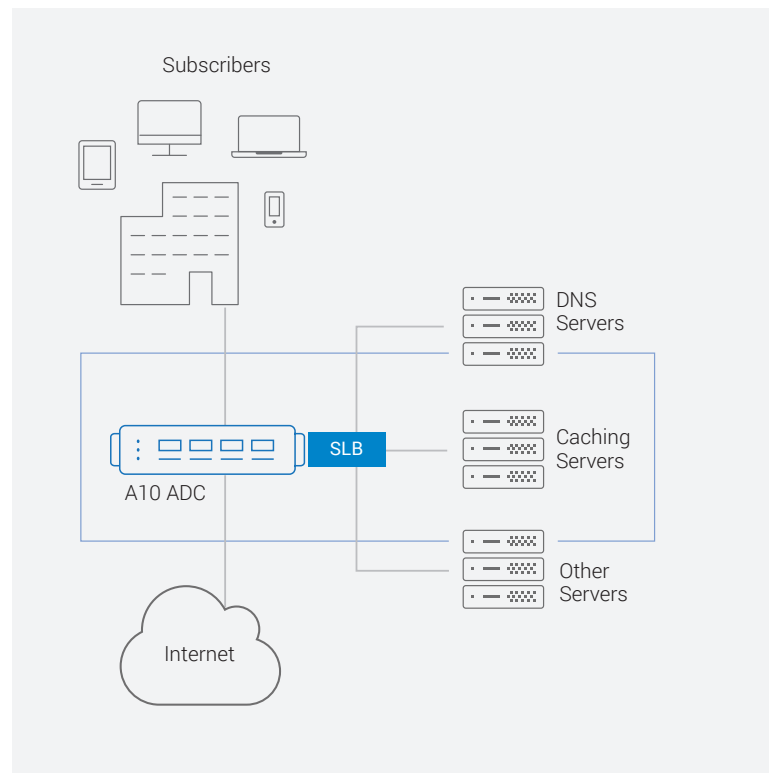 Subscribers
DNS
Servers
SLB
Caching
Servers
A10 ADC
Other
Servers
Internet